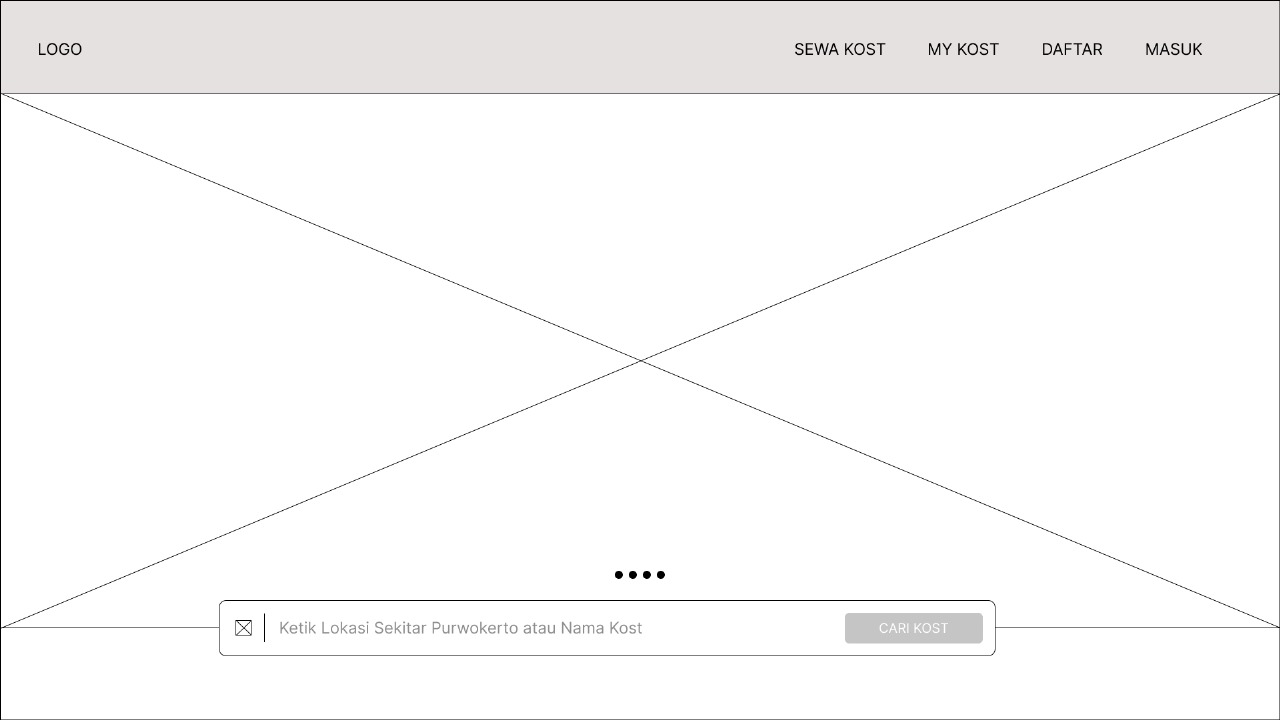 LOGO
SEWA KOST
MY KOST
DAFTAR
MASUK
Ketik Lokasi Sekitar Purwokerto atau Nama Kost
CARI KOST